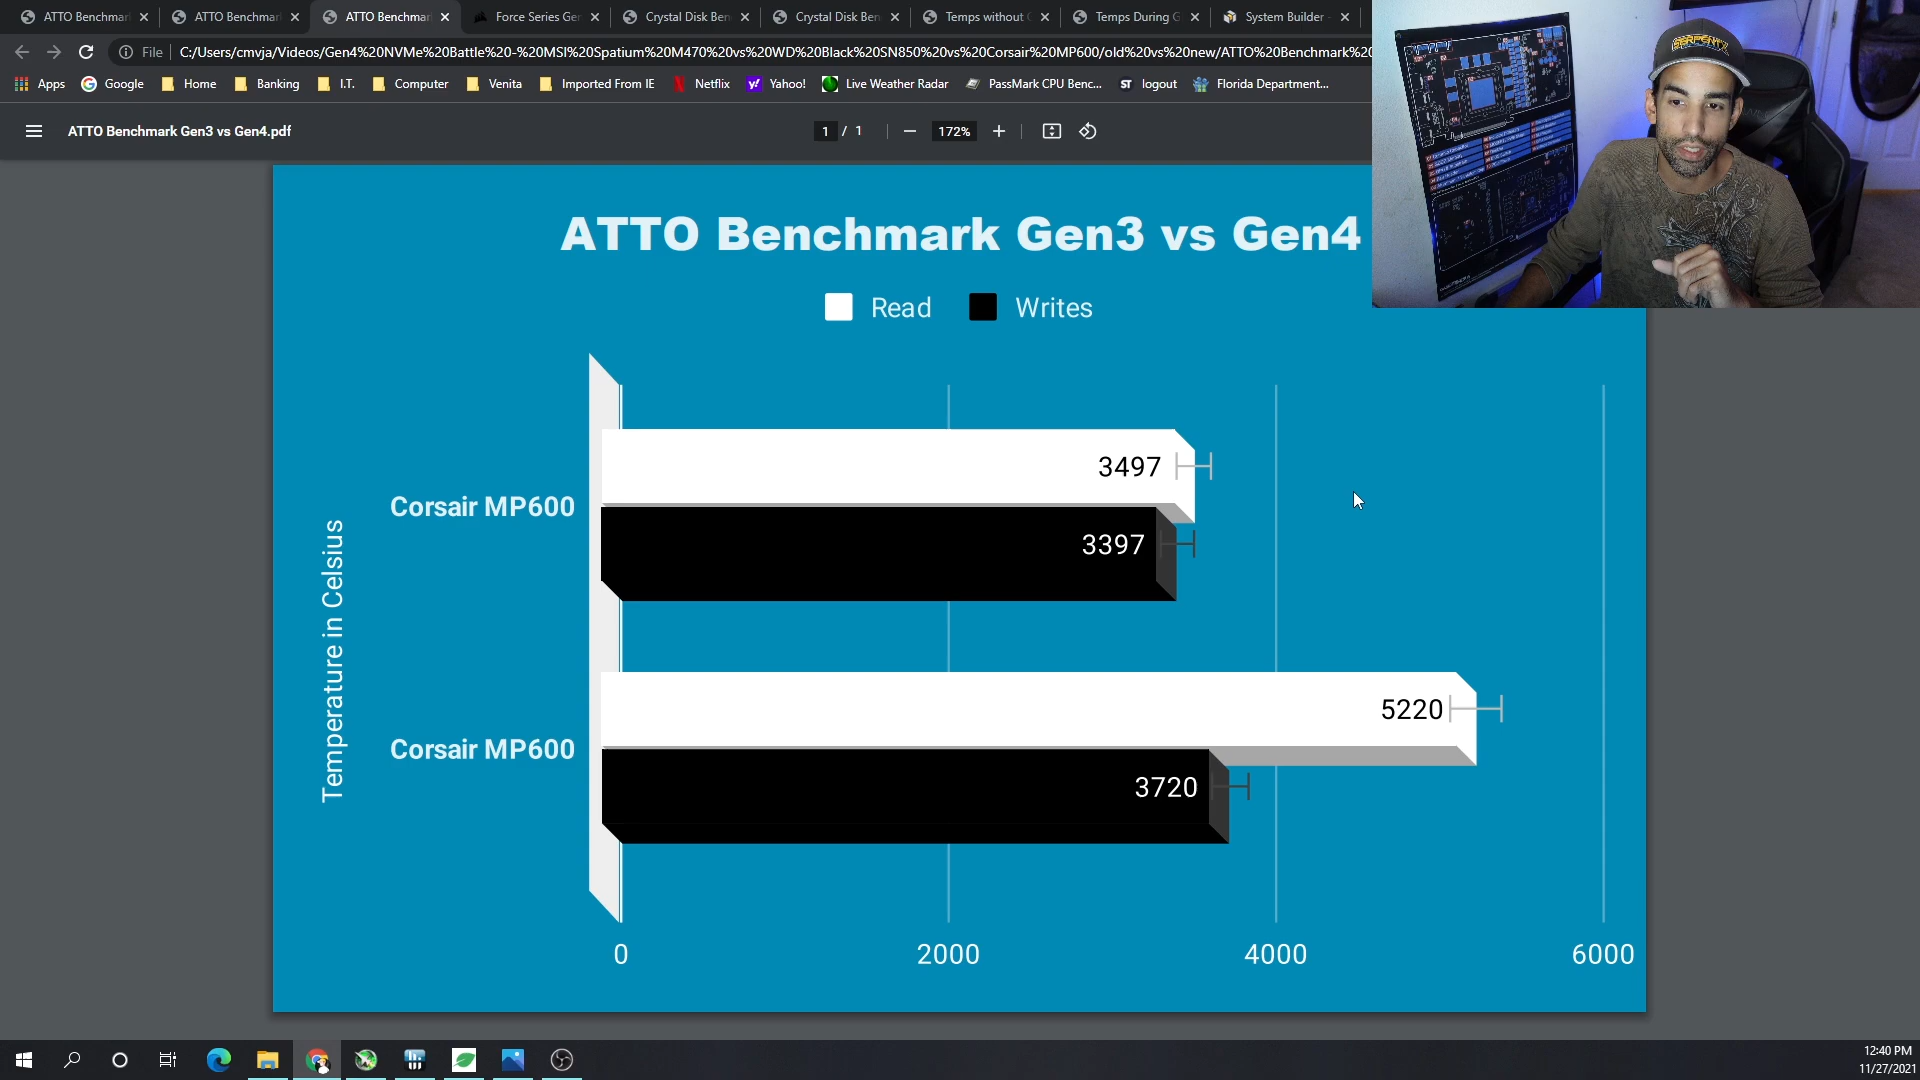 ATTO Benchmar
ATTO Benchmar
ATTO Benchmar
Force Series Gen
Crystal Disk Ben
Crystal Disk Ben
Temps without
Temps During G
System Builder
File
C:/Users/cmvja/Videos/Gen4%20NVMe%20Battle%20-%20MSI%20Spatium%20M470%20vs%20WD%20Black%20SN850%20vs%20Corsair%20MP600/old%20vs%20new/ATTO%20Benchmark%20
Apps
Google
Home
Banking
I.T.
Computer
Venita
Imported From IE
Netflix
Yahoo!
Live Weather Radar
PassMark CPU Benc...
ST logout
Florida Department...
ATTO Benchmark Gen3 vs Gen4.pdf
1 / 1
172%
ATTO Benchmark Gen3 vs Gen4
Read
Writes
Temperature in Celsius
Corsair MP600
3497
3397
Corsair MP600
5220
3720
0
2000
4000
6000
12:40 PM
11/27/2021